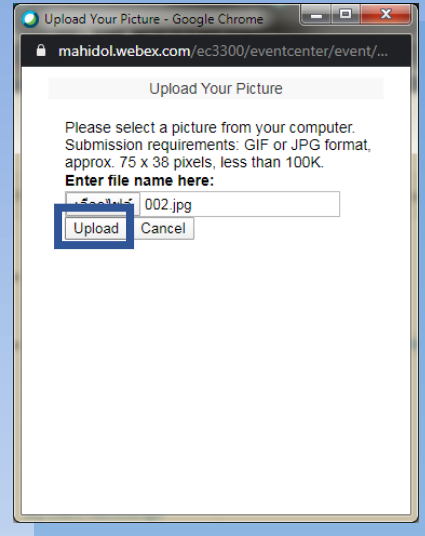 Upload Your Picture - Google Chrome
mahidol.webex.com/ec3300/eventcenter/event/...
Upload Your Picture
Please select a picture from your computer.
Submission requirements: GIF or JPG format,
approx. 75 x 38 pixels, less than 100K.
Enter file name here:
002.jpg
Upload Cancel